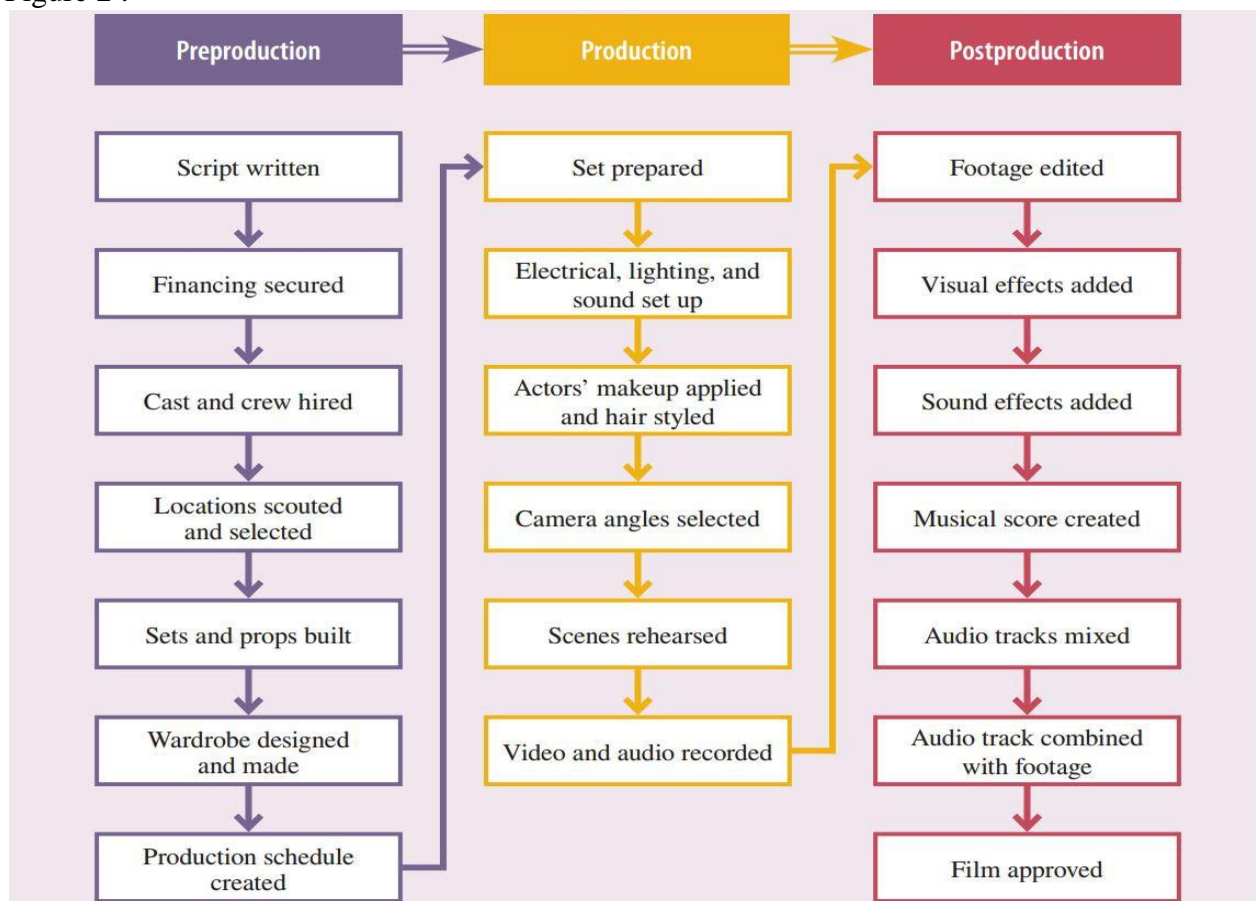 Figure 24.
Preproduction
Production
Postproduction
Script written
Financing secured
Cast and crew hired
Locations scouted
and selected
Sets and props built
Wardrobe designed
and made
Production schedule
created
Set prepared
Electrical, lighting, and
sound set up
Actors’ makeup applied
and hair styled
Camera angles selected
Scenes rehearsed
Video and audio recorded
Footage edited
Visual effects added
Sound effects added
Musical score created
Audio tracks mixed
Audio track combined
with footage
Film approved